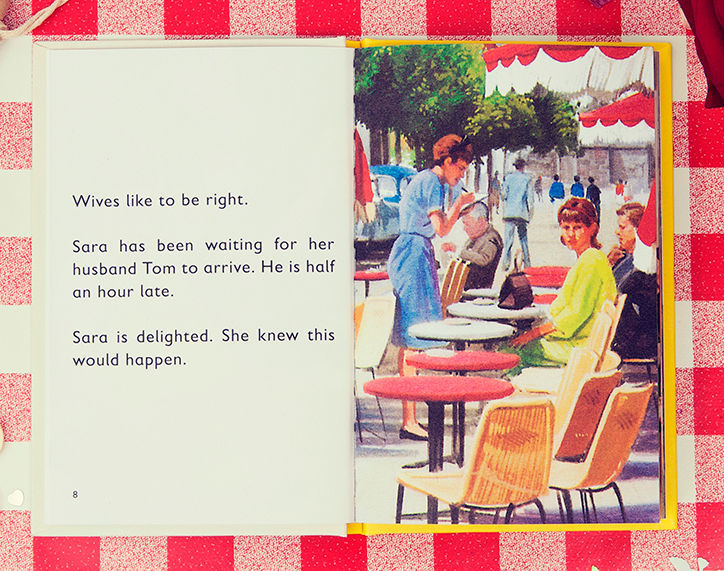 Wives like to be right.
Sara has been waiting for her
husband Tom to arrive. He is half
an hour late.
Sara is delighted. She knew this
would happen.
8